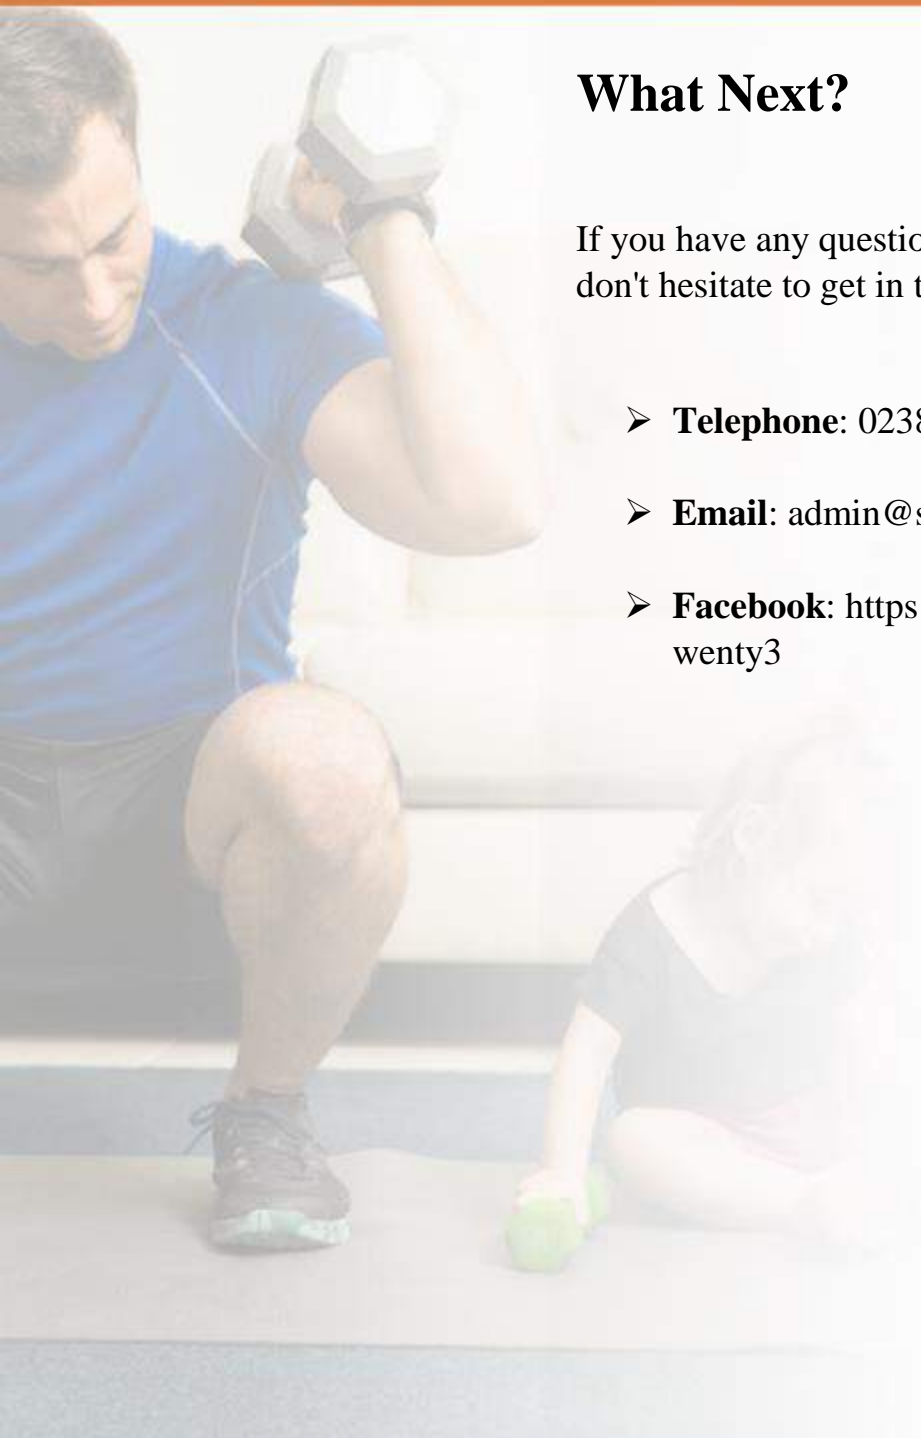 What Next?
If you have any questio
don't hesitate to get in t
➢ Telephone: 0238
➢ Email: admin@s
➢ Facebook: https
wenty3